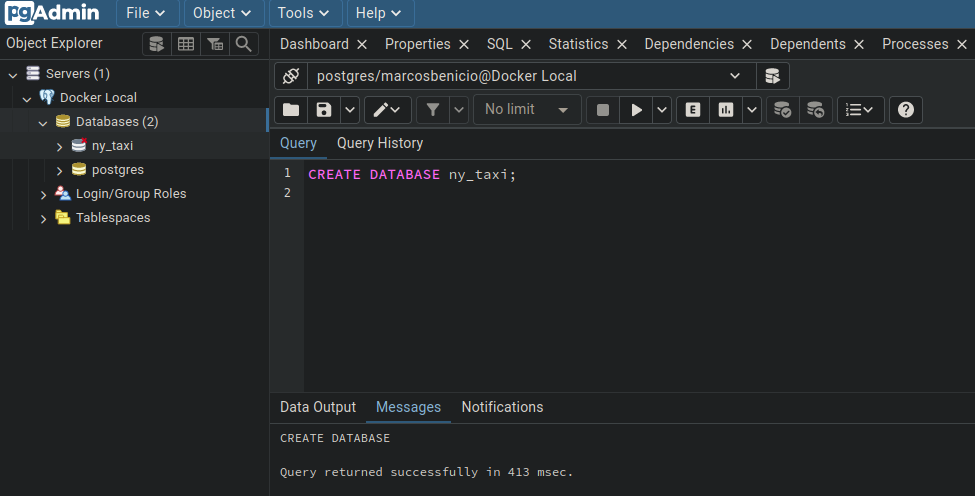 pgAdmin File Object Tools Help
Object Explorer
Servers (1)
Docker Local
Databases (2)
ny_taxi
postgres
Login/Group Roles
Tablespaces
Dashboard Properties SQL Statistics Dependencies Dependents Processes
postgres/marcosbenicio@Docker Local
No limit E
Query Query History
1 CREATE DATABASE ny_taxi;
2
Data Output Messages Notifications
CREATE DATABASE
Query returned successfully in 413 msec.